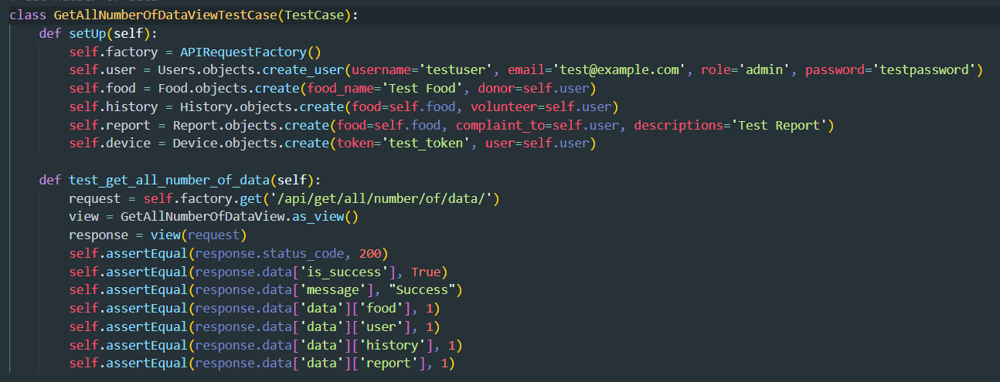 class GetAllNumberOfDataViewTestCase(TestCase):
    def setUp(self):
        self.factory = APIRequestFactory()
        self.user = Users.objects.create_user(username='testuser', email='test@example.com', role='admin', password='testpassword')
        self.food = Food.objects.create(food_name='Test Food', donor=self.user)
        self.history = History.objects.create(food=self.food, volunteer=self.user)
        self.report = Report.objects.create(food=self.food, complaint_to=self.user, descriptions='Test Report')
        self.device = Device.objects.create(token='test_token', user=self.user)

    def test_get_all_number_of_data(self):
        request = self.factory.get('/api/get/all/number/of/data/')
        view = GetAllNumberOfDataView.as_view()
        response = view(request)
        self.assertEqual(response.status_code, 200)
        self.assertEqual(response.data['is_success'], True)
        self.assertEqual(response.data['message'], "Success")
        self.assertEqual(response.data['data']['food'], 1)
        self.assertEqual(response.data['data']['user'], 1)
        self.assertEqual(response.data['data']['history'], 1)
        self.assertEqual(response.data['data']['report'], 1)